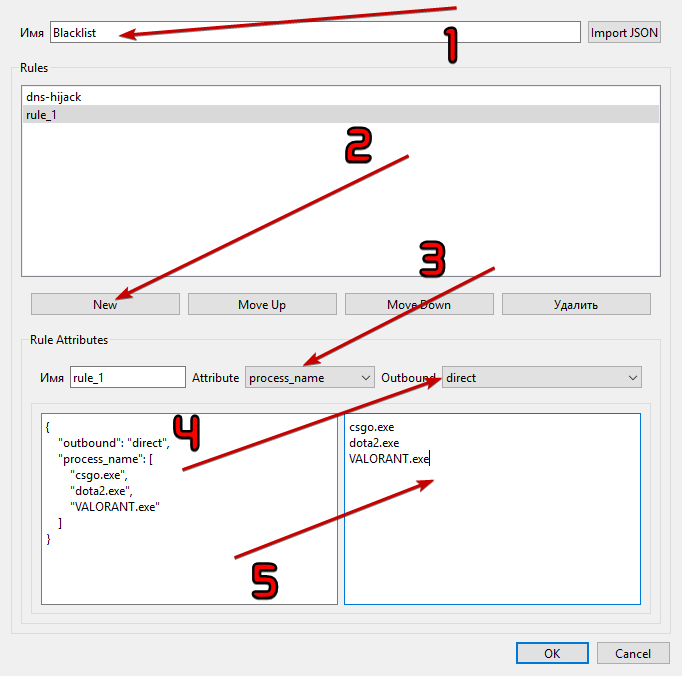 Имя Blacklist Import JSON
1
Rules
dns-hijack
rule_1
2
3
New Move Up Move Down Удалить
Rule Attributes
Имя rule_1 Attribute process_name Outbound direct
4
{
"outbound": "direct",
"process_name": [
"csgo.exe",
"dota2.exe",
"VALORANT.exe"
]
}
csgo.exe
dota2.exe
VALORANT.exe
5
OK Cancel